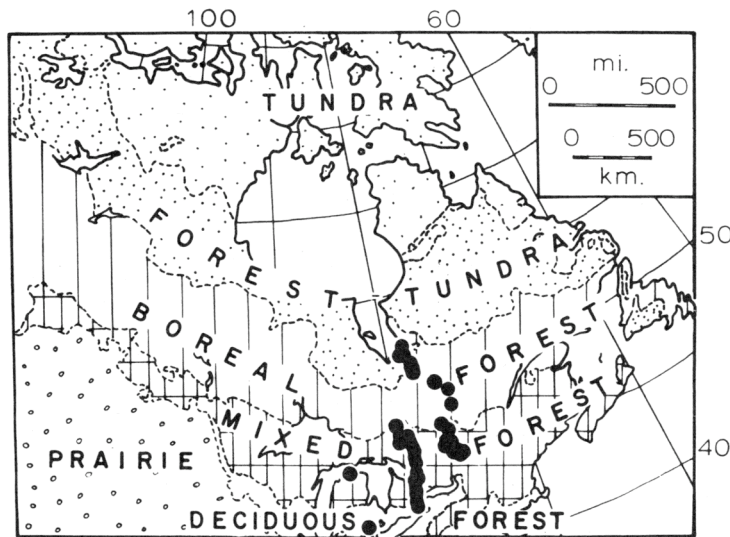 100 60
mi.
0 500
0 500
km.
TUNDRA
50
FOREST TUNDRA
BOREAL FOREST
MIXED FOREST
40
PRAIRIE
DECIDUOUS FOREST